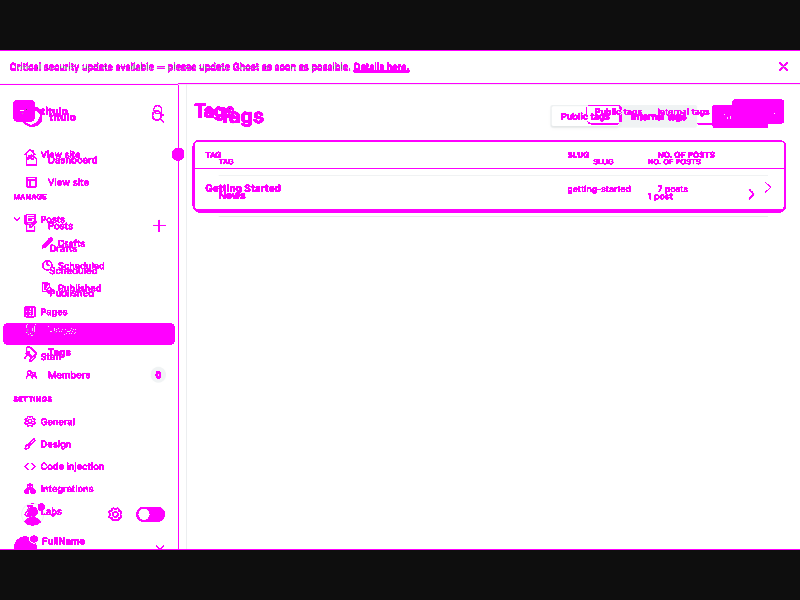 Critical security update available — please update Ghost as soon as possible. Details here.
titulo
titulo
View site
Dashboard
View site
MANAGE
Posts
Posts
Drafts
Drafts
Scheduled
Scheduled
Published
Published
Pages
Tags
Staff
Members 0
SETTINGS
General
Design
Code injection
Integrations
Labs
FullName
Tags
Tags
Public tags Internal tags
Public tags Internal tags
TAG SLUG NO. OF POSTS
TAG SLUG NO. OF POSTS
Getting Started getting-started 7 posts
News 1 post